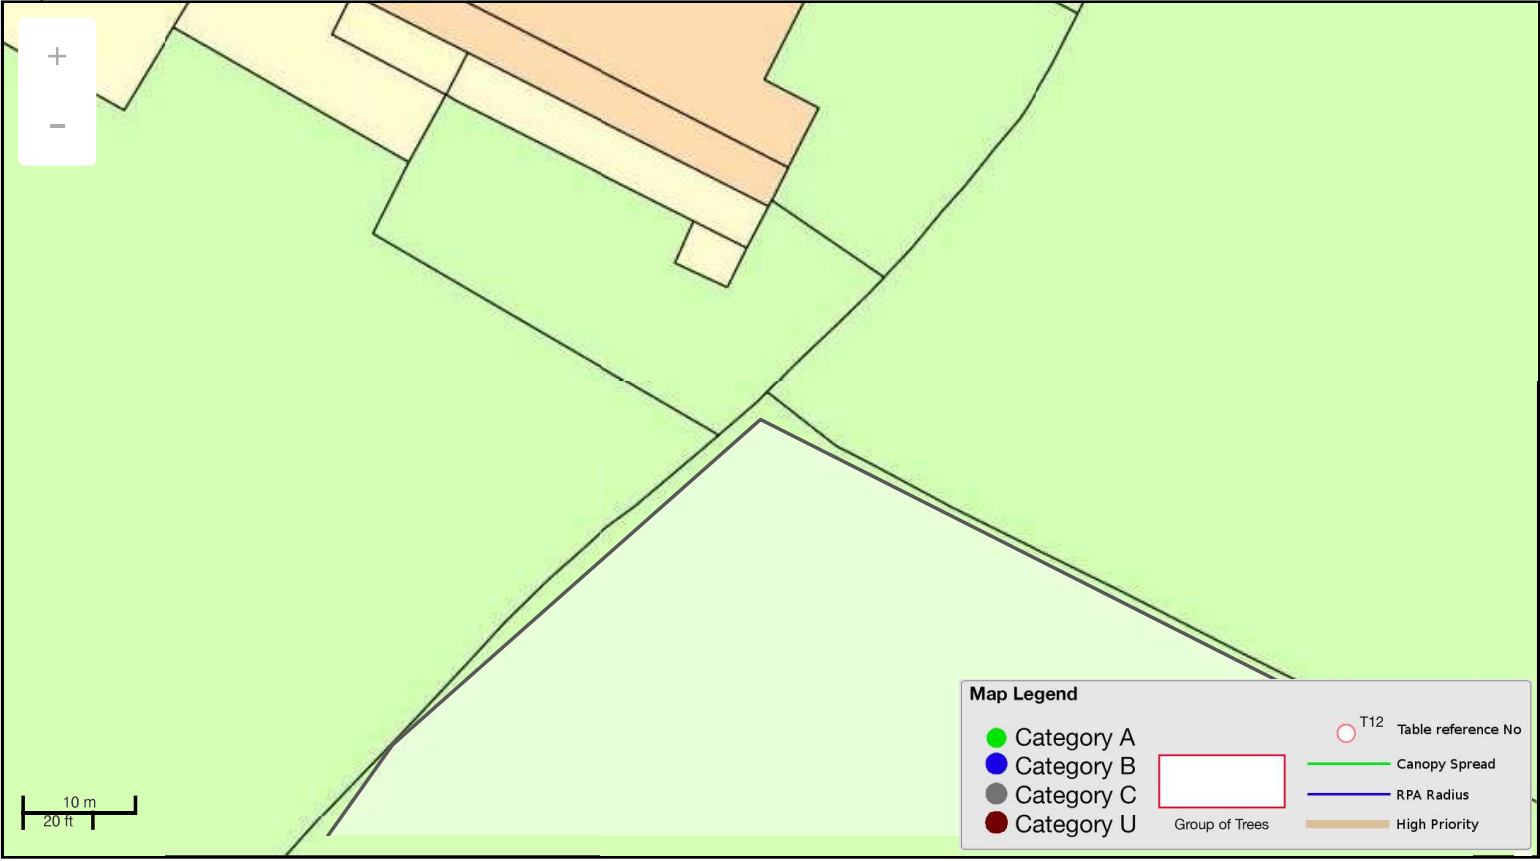 +
−
10 m
20 ft
Map Legend
Category A
Category B
Category C
Category U
Group of Trees
T12
Table reference No
Canopy Spread
RPA Radius
High Priority